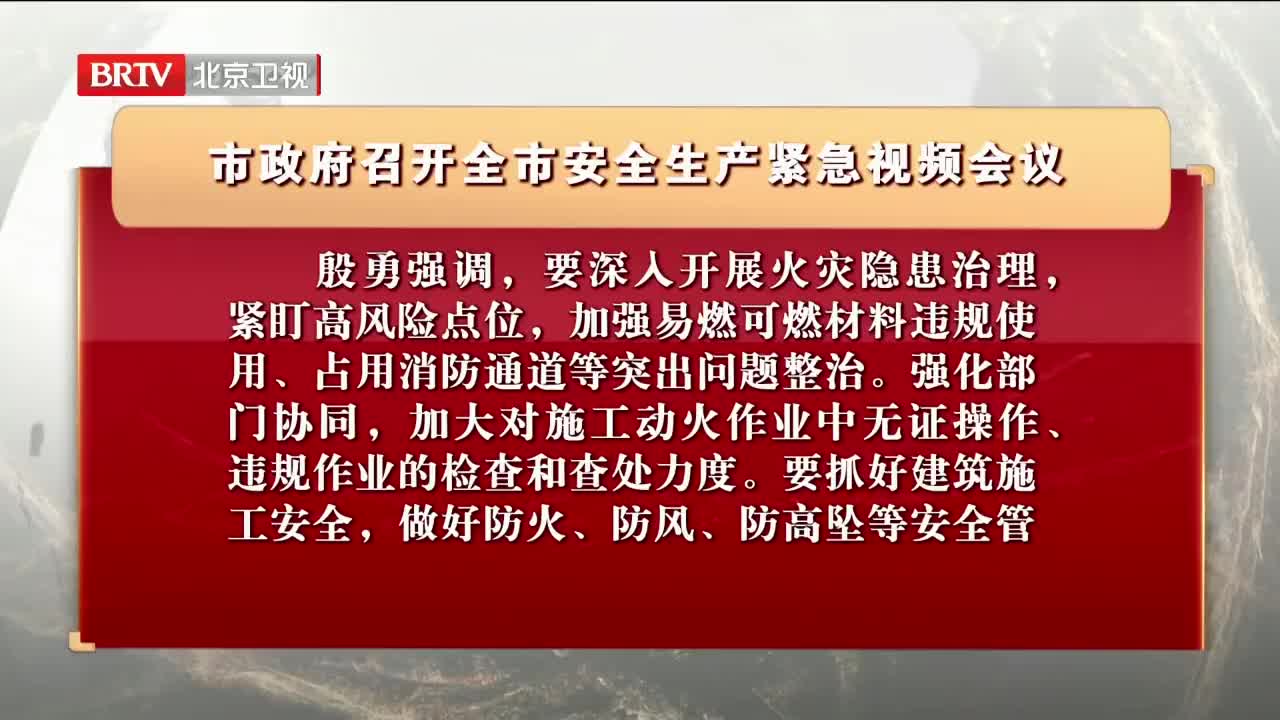 BRTV 北京卫视
市政府召开全市安全生产紧急视频会议
殷勇强调，要深入开展火灾隐患治理，
紧盯高风险点位，加强易燃可燃材料违规使
用、占用消防通道等突出问题整治。强化部
门协同，加大对施工动火作业中无证操作、
违规作业的检查和查处力度。要抓好建筑施
工安全，做好防火、防风、防高坠等安全管